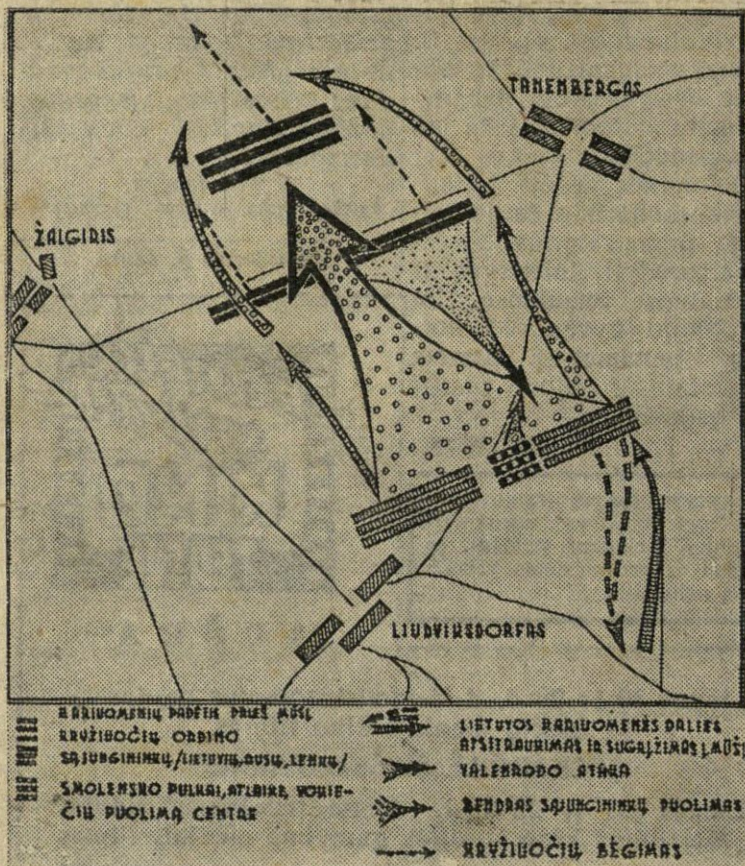 TANENBERGAS
ŽALGIRIS
LIUDVIKSDORFAS
KARIUOMENIŲ PADĖTIS PRIEŠ MŪŠĮ
KRYŽIUOČIŲ ORDINO
SĄJUNGININKŲ /LIETUVIŲ, RUSŲ, LENKŲ/
SMOLENSKO PULKAI, ATLAIKĘ VOKIE-
ČIŲ PUOLIMĄ CENTRE
LIETUVOS KARIUOMENĖS DALIES
ATSITRAUKIMAS IR SUGRĮŽIMAS Į MŪŠĮ
VALENRODO ATAKA
BENDRAS SĄJUNGININKŲ PUOLIMAS
KRYŽIUOČIŲ BĖGIMAS